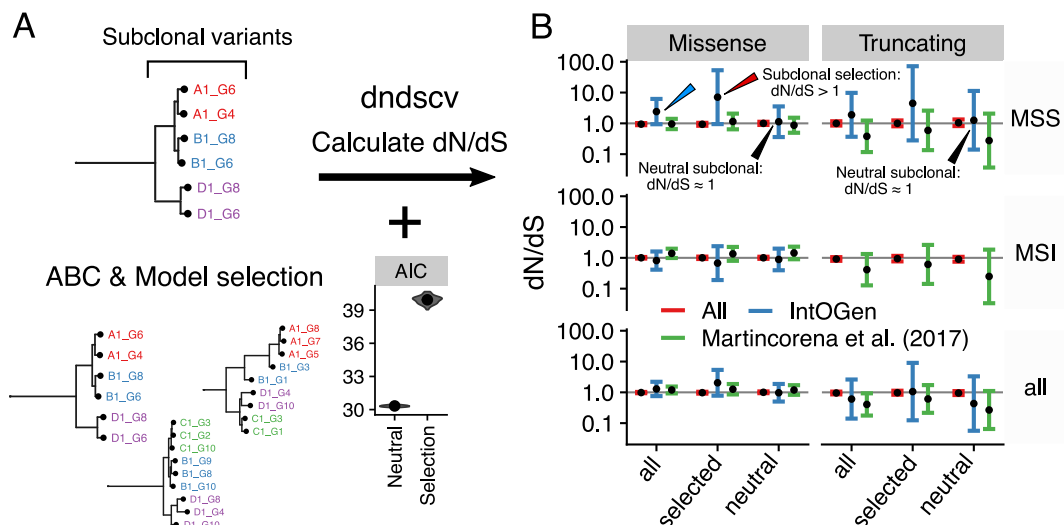 A
Subclonal variants
A1_G6
A1_G4
B1_G8
B1_G6
D1_G8
D1_G6
dndscv
Calculate dN/dS
+
ABC & Model selection
A1_G6
A1_G4
B1_G8
B1_G6
D1_G8
D1_G6
A1_G8
A1_G7
A1_G5
B1_G3
B1_G1
D1_G4
D1_G10
C1_G3
C1_G1
C1_G3
C1_G2
C1_G10
B1_G9
B1_G8
B1_G10
D1_G8
D1_G4
D1_G10
AIC
39
36
33
30
Neutral
Selection
B
Missense
Truncating
dN/dS
100.0
10.0
1.0
0.1
Subclonal selection:
dN/dS > 1
Neutral subclonal:
dN/dS ≈ 1
Neutral subclonal:
dN/dS ≈ 1
MSS
100.0
10.0
1.0
0.1
MSI
All
IntOGen
Martincorena et al. (2017)
100.0
10.0
1.0
0.1
all
all
selected
neutral
all
selected
neutral